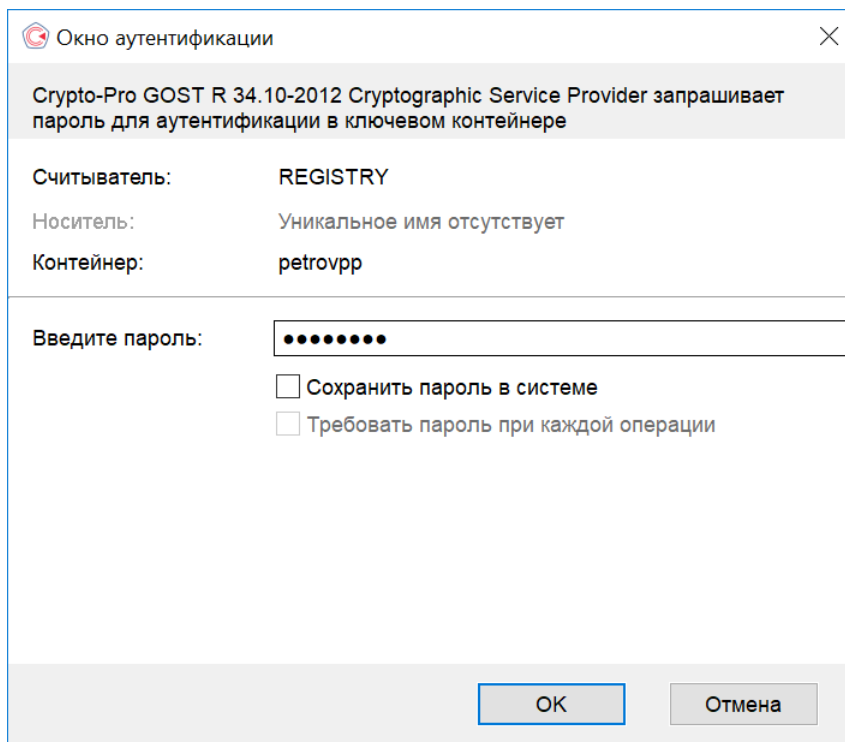 Окно аутентификации
Crypto-Pro GOST R 34.10-2012 Cryptographic Service Provider запрашивает
пароль для аутентификации в ключевом контейнере
Считыватель: REGISTRY
Носитель: Уникальное имя отсутствует
Контейнер: petrovpp
Введите пароль: ●●●●●●●●
Сохранить пароль в системе
Требовать пароль при каждой операции
OK Отмена